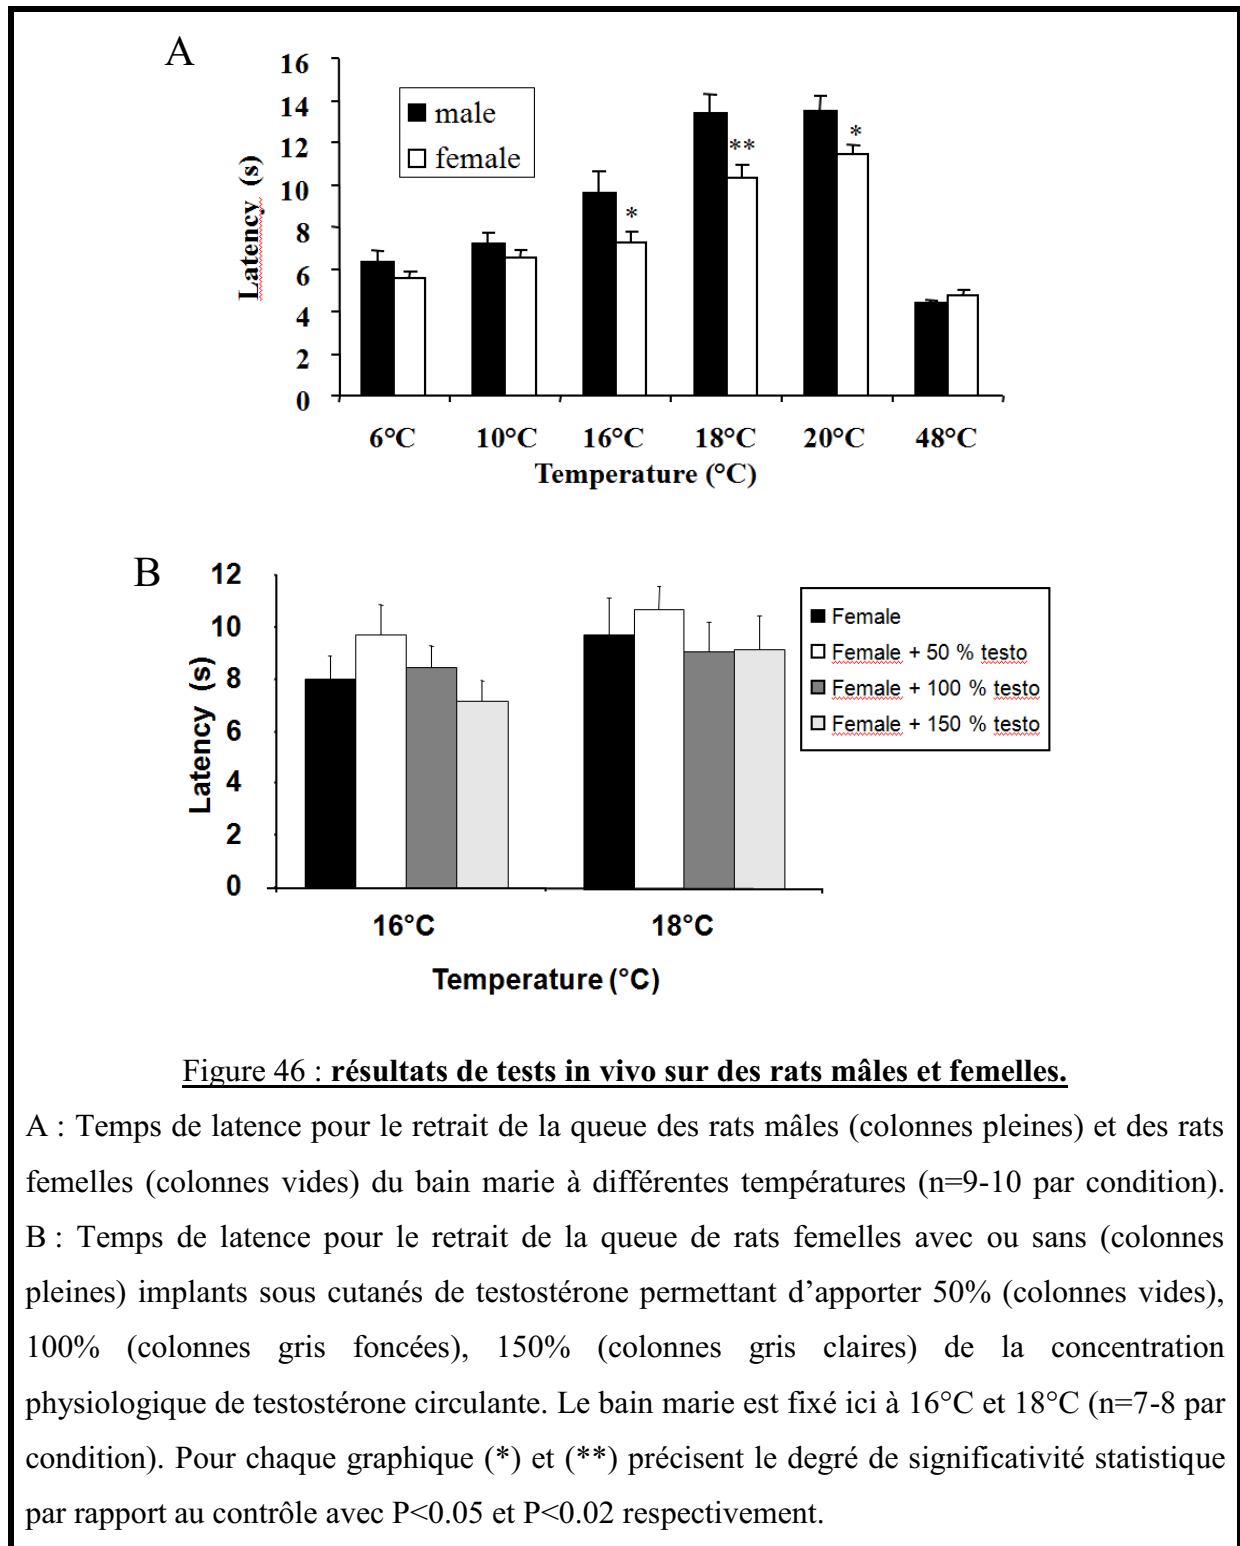 A
16
14
12
10
8
6
4
2
0
Latency (s)
male
female
*
**
*
6°C 10°C 16°C 18°C 20°C 48°C
Temperature (°C)
B
12
10
8
6
4
2
0
Latency (s)
Female
Female + 50 % testo
Female + 100 % testo
Female + 150 % testo
16°C 18°C
Temperature (°C)
Figure 46 : résultats de tests in vivo sur des rats mâles et femelles.
A : Temps de latence pour le retrait de la queue des rats mâles (colonnes pleines) et des rats
femelles (colonnes vides) du bain marie à différentes températures (n=9-10 par condition).
B : Temps de latence pour le retrait de la queue de rats femelles avec ou sans (colonnes
pleines) implants sous cutanés de testostérone permettant d’apporter 50% (colonnes vides),
100% (colonnes gris foncées), 150% (colonnes gris claires) de la concentration
physiologique de testostérone circulante. Le bain marie est fixé ici à 16°C et 18°C (n=7-8 par
condition). Pour chaque graphique (*) et (**) précisent le degré de significativité statistique
par rapport au contrôle avec P<0.05 et P<0.02 respectivement.